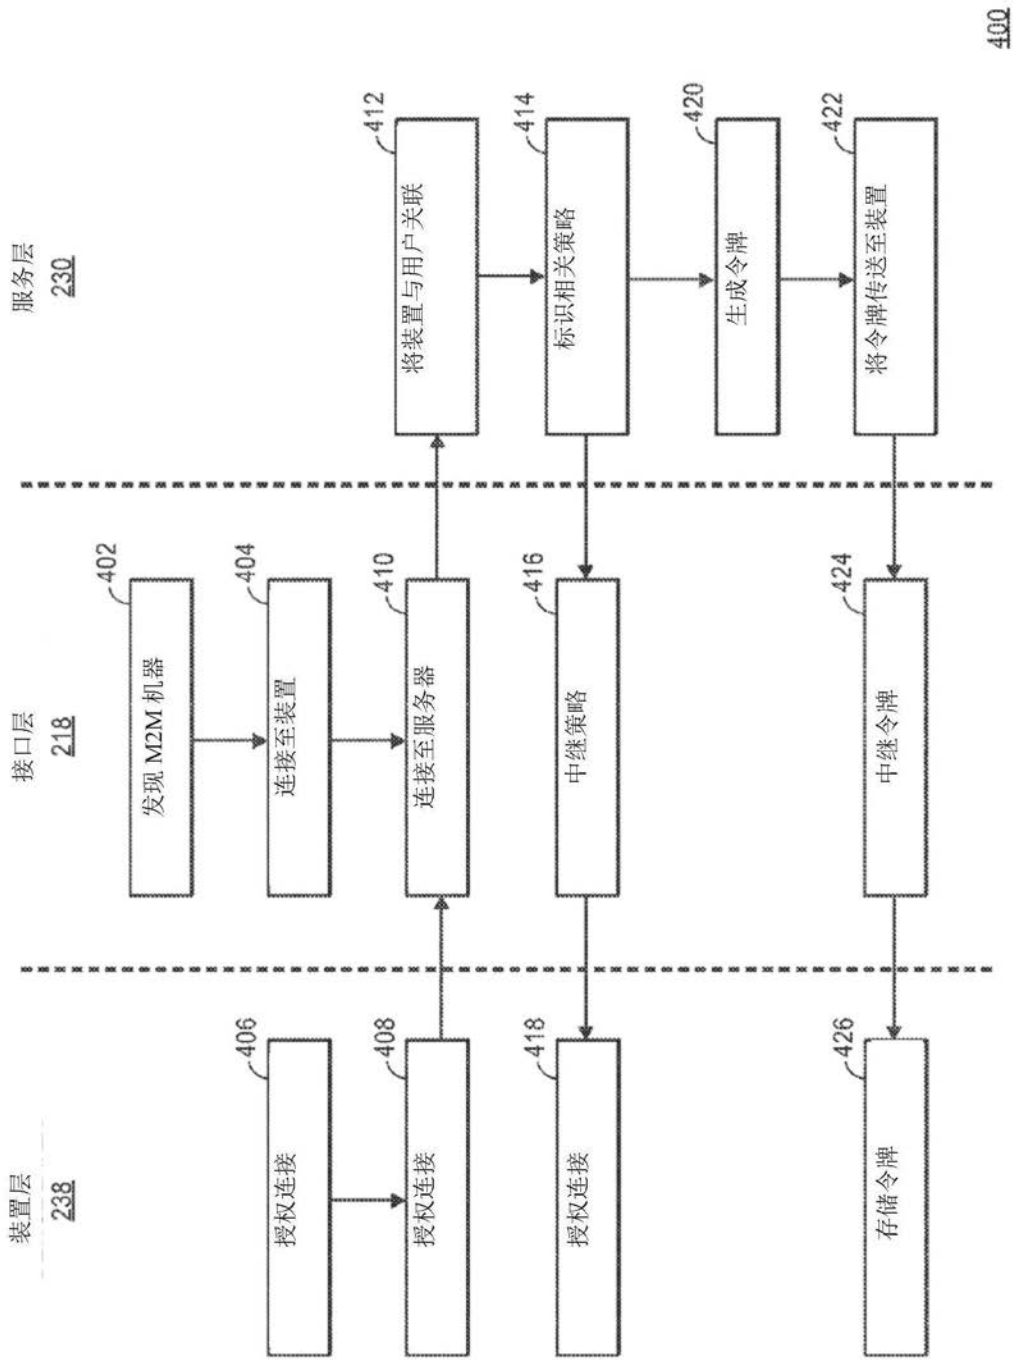 装置层
238
接口层
218
服务层
230
402
发现 M2M 机器
404
连接至装置
406
授权连接
408
授权连接
410
连接至服务器
412
将装置与用户关联
414
标识相关策略
416
中继策略
418
授权连接
420
生成令牌
422
将令牌传送至装置
424
中继令牌
426
存储令牌
400